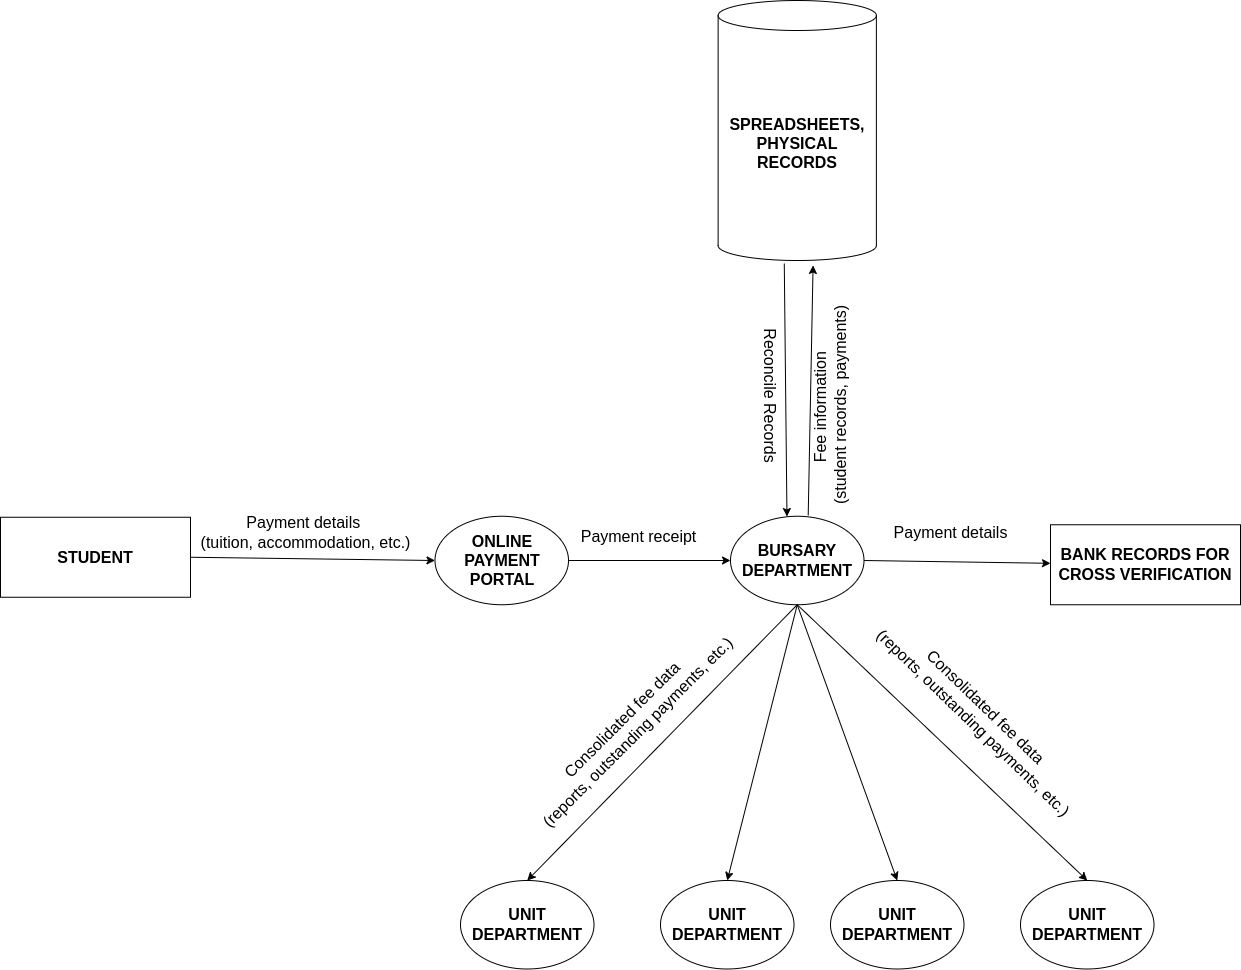 SPREADSHEETS,
PHYSICAL
RECORDS
Reconcile Records
Fee information
(student records, payments)
STUDENT
Payment details
(tuition, accommodation, etc.)
ONLINE
PAYMENT
PORTAL
Payment receipt
BURSARY
DEPARTMENT
Payment details
BANK RECORDS FOR
CROSS VERIFICATION
Consolidated fee data
(reports, outstanding payments, etc.)
Consolidated fee data
(reports, outstanding payments, etc.)
UNIT
DEPARTMENT
UNIT
DEPARTMENT
UNIT
DEPARTMENT
UNIT
DEPARTMENT